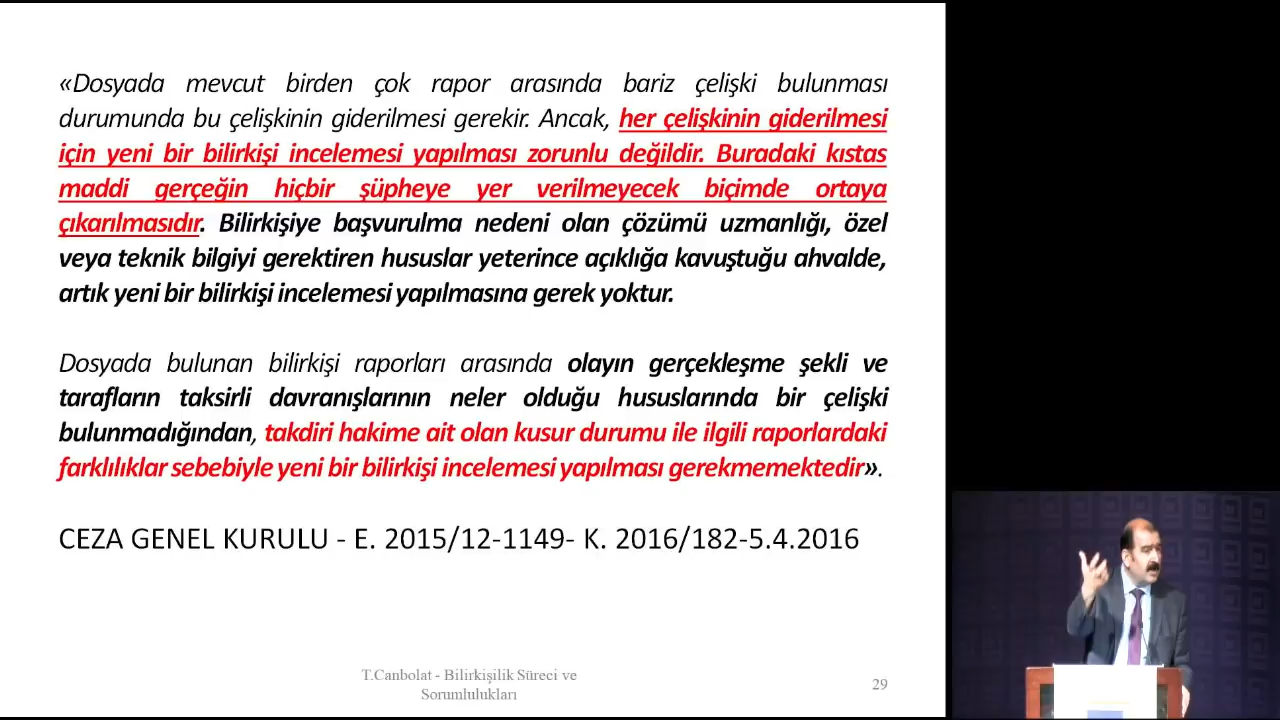 «Dosyada mevcut birden çok rapor arasında bariz çelişki bulunması
durumunda bu çelişkinin giderilmesi gerekir. Ancak, her çelişkinin giderilmesi
için yeni bir bilirkişi incelemesi yapılması zorunlu değildir. Buradaki kıstas
maddi gerçeğin hiçbir şüpheye yer verilmeyecek biçimde ortaya
çıkarılmasıdır. Bilirkişiye başvurulma nedeni olan çözümü uzmanlığı, özel
veya teknik bilgiyi gerektiren hususlar yeterince açıklığa kavuştuğu ahvalde,
artık yeni bir bilirkişi incelemesi yapılmasına gerek yoktur.
Dosyada bulunan bilirkişi raporları arasında olayın gerçekleşme şekli ve
tarafların taksirli davranışlarının neler olduğu hususlarında bir çelişki
bulunmadığından, takdiri hakime ait olan kusur durumu ile ilgili raporlardaki
farklılıklar sebebiyle yeni bir bilirkişi incelemesi yapılması gerekmemektedir».
CEZA GENEL KURULU - E. 2015/12-1149- K. 2016/182-5.4.2016
T.Canbolat - Bilirkişilik Süreci ve
Sorumlulukları
29